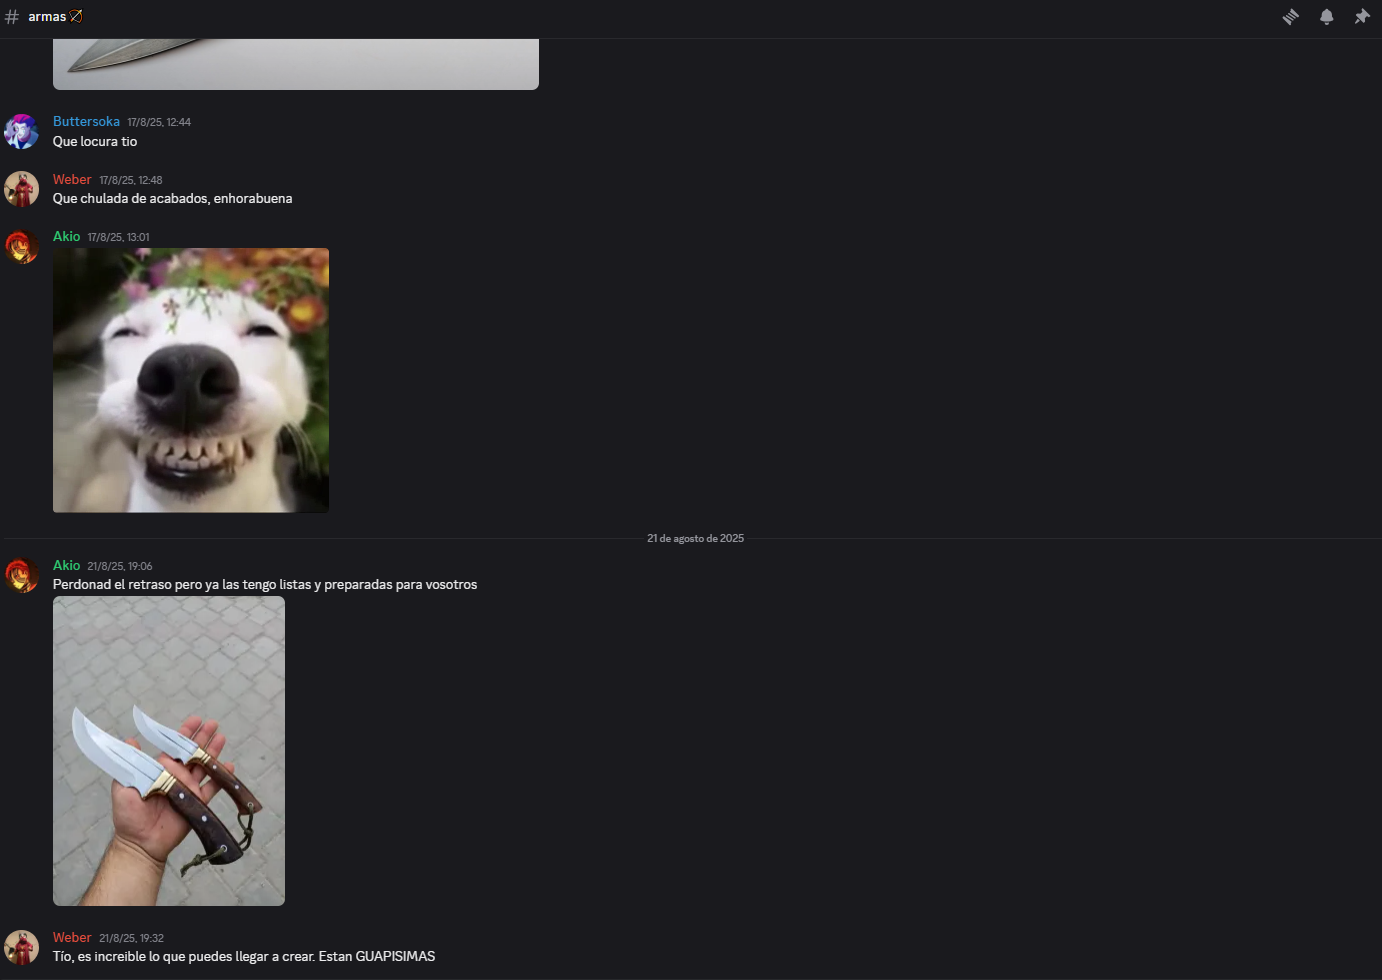 armas
Buttersoka 17/8/25, 12:44
Que locura tio
Weber 17/8/25, 12:48
Que chulada de acabados, enhorabuena
Akio 17/8/25, 13:01
21 de agosto de 2025
Akio 21/8/25, 19:06
Perdonad el retraso pero ya las tengo listas y preparadas para vosotros
Weber 21/8/25, 19:32
Tío, es increible lo que puedes llegar a crear. Estan GUAPISIMAS